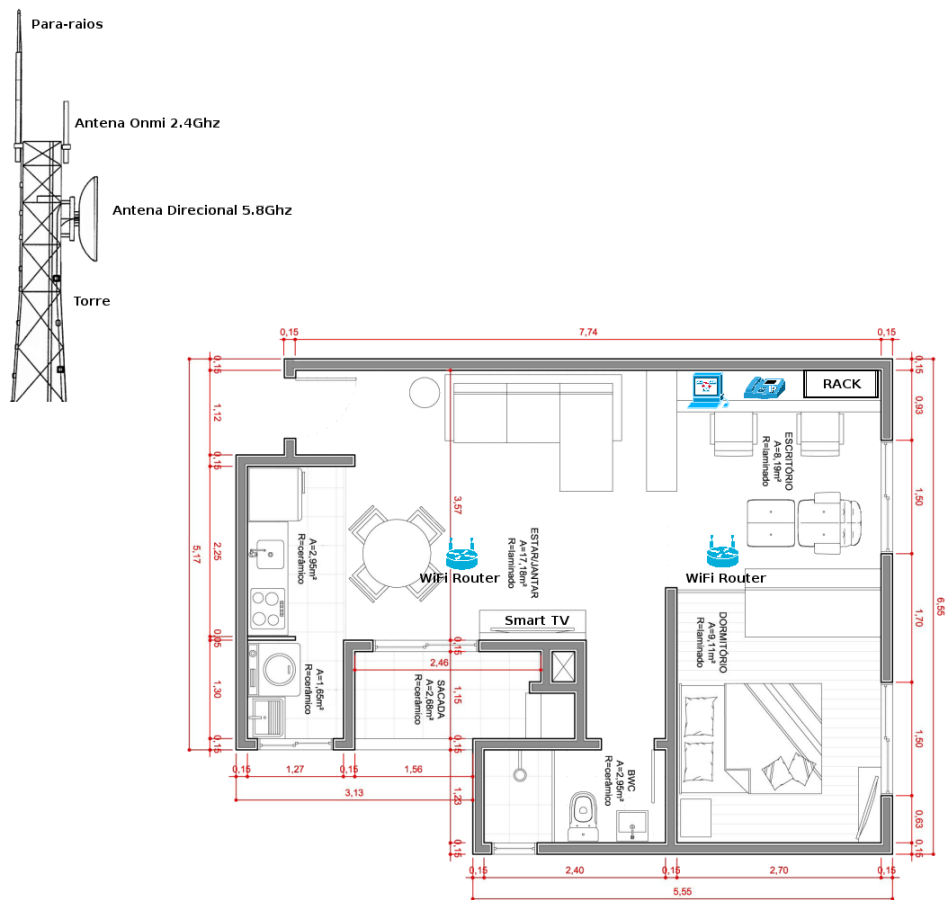 Para-raios
Antena Onmi 2.4Ghz
Antena Direcional 5.8Ghz
Torre
0,15
7,74
0,15
0,15
1,12
0,15
2,25
0,05
1,30
0,15
5,17
RACK
0,15
0,93
1,50
1,70
1,50
0,63
0,15
6,55
ESCRITÓRIO
A=8,19m²
R=laminado
3,57
ESTAR/JANTAR
A=17,18m²
R=laminado
A=2,95m²
R=cerâmico
WiFi Router
WiFi Router
Smart TV
DORMITÓRIO
A=9,11m²
R=laminado
0,15
2,46
1,15
SACADA
A=2,68m²
R=cerâmico
A=1,65m²
R=cerâmico
0,15
1,23
0,15
BWC
A=2,95m²
R=cerâmico
0,15
1,27
0,15
1,56
3,13
0,15
2,40
0,15
2,70
0,15
5,55